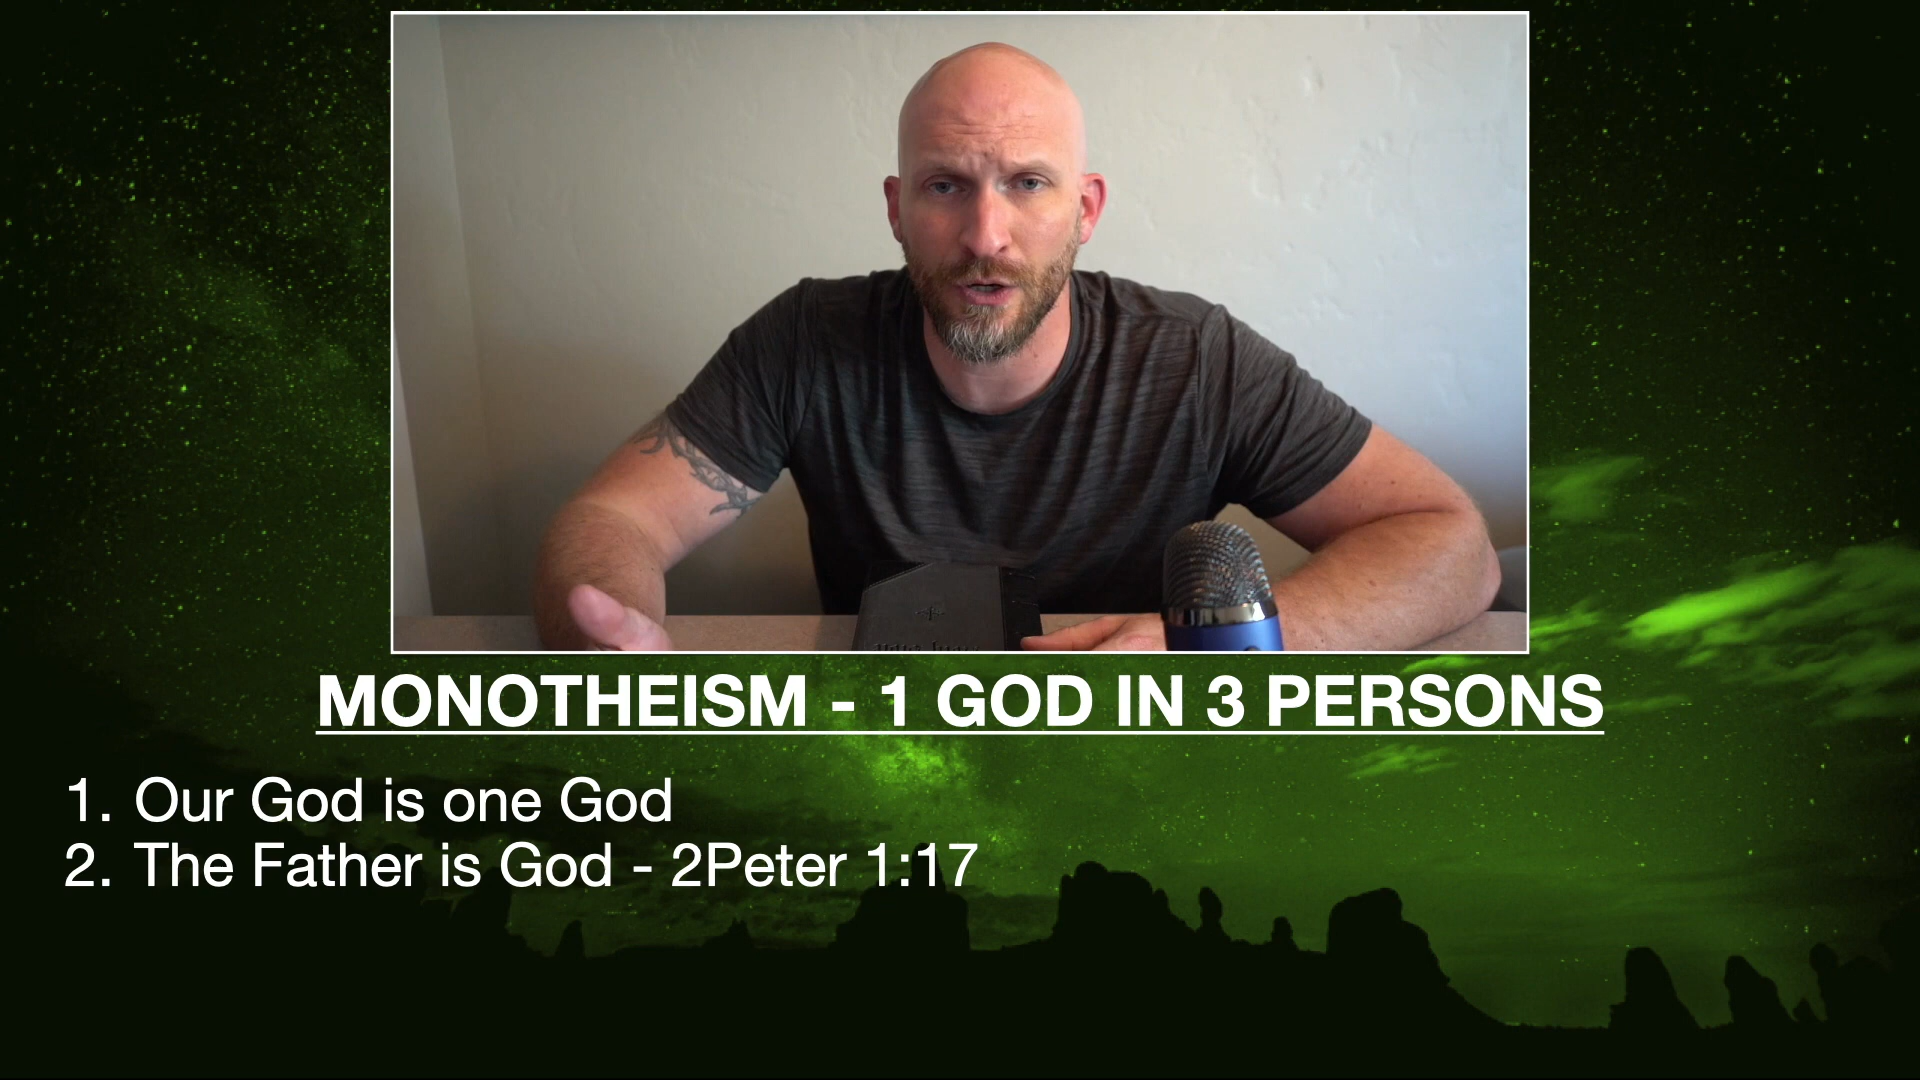 MONOTHEISM - 1 GOD IN 3 PERSONS
1. Our God is one God
2. The Father is God - 2Peter 1:17